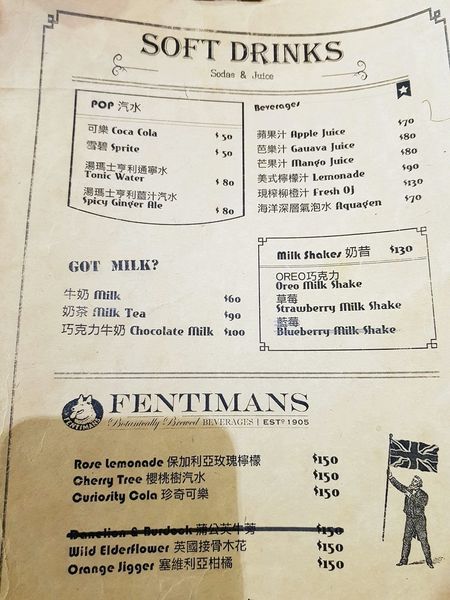 SOFT DRINKS
Sodas & Juice
POP 汽水
可樂 Coca Cola $50
雪碧 Sprite $50
湯瑪士亨利通寧水
Tonic Water $80
湯瑪士亨利薑汁汽水
Spicy Ginger Ale $80
Beverages
蘋果汁 Apple Juice $70
芭樂汁 Gauava Juice $80
芒果汁 Mango Juice $80
美式檸檬汁 Lemonade $90
現榨柳橙汁 Fresh OJ $130
海洋深層氣泡水 Aquagen $70
GOT MILK?
牛奶 Milk $60
奶茶 Milk Tea $90
巧克力牛奶 Chocolate Milk $100
Milk Shakes 奶昔 $130
OREO巧克力
Oreo Milk Shake
草莓
Strawberry Milk Shake
藍莓
Blueberry Milk Shake
FENTIMANS
FENTIMANS
Botanically Brewed BEVERAGES | ESTD 1905
Rose Lemonade 保加利亞玫瑰檸檬 $150
Cherry Tree 櫻桃樹汽水 $150
Curiosity Cola 珍奇可樂 $150
Danelion & Burdock 蒲公英牛蒡 $150
Wild Elderflower 英國接骨木花 $150
Orange Jigger 塞維利亞柑橘 $150